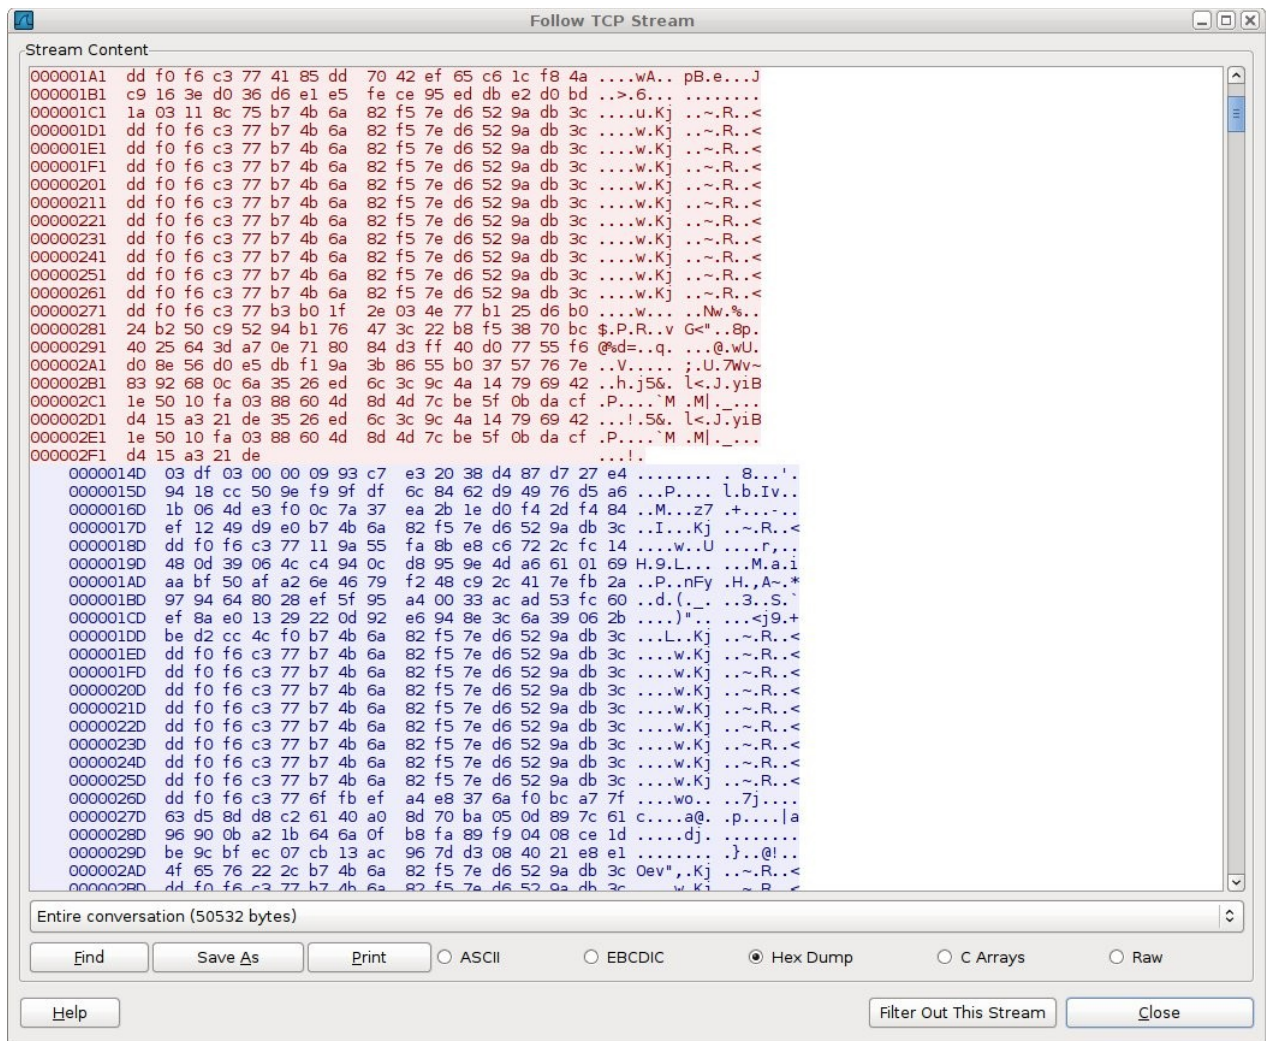 Follow TCP Stream
Stream Content
000001A1 dd f0 f6 c3 77 41 85 dd 70 42 ef 65 c6 1c f8 4a ....wA.. pB.e...J
000001B1 c9 16 3e d0 36 d6 e1 e5 fe ce 95 ed db e2 d0 bd ..>.6... ........
000001C1 1a 03 11 8c 75 b7 4b 6a 82 f5 7e d6 52 9a db 3c ....u.Kj ..~.R..<
000001D1 dd f0 f6 c3 77 b7 4b 6a 82 f5 7e d6 52 9a db 3c ....w.Kj ..~.R..<
000001E1 dd f0 f6 c3 77 b7 4b 6a 82 f5 7e d6 52 9a db 3c ....w.Kj ..~.R..<
000001F1 dd f0 f6 c3 77 b7 4b 6a 82 f5 7e d6 52 9a db 3c ....w.Kj ..~.R..<
00000201 dd f0 f6 c3 77 b7 4b 6a 82 f5 7e d6 52 9a db 3c ....w.Kj ..~.R..<
00000211 dd f0 f6 c3 77 b7 4b 6a 82 f5 7e d6 52 9a db 3c ....w.Kj ..~.R..<
00000221 dd f0 f6 c3 77 b7 4b 6a 82 f5 7e d6 52 9a db 3c ....w.Kj ..~.R..<
00000231 dd f0 f6 c3 77 b7 4b 6a 82 f5 7e d6 52 9a db 3c ....w.Kj ..~.R..<
00000241 dd f0 f6 c3 77 b7 4b 6a 82 f5 7e d6 52 9a db 3c ....w.Kj ..~.R..<
00000251 dd f0 f6 c3 77 b7 4b 6a 82 f5 7e d6 52 9a db 3c ....w.Kj ..~.R..<
00000261 dd f0 f6 c3 77 b7 4b 6a 82 f5 7e d6 52 9a db 3c ....w.Kj ..~.R..<
00000271 dd f0 f6 c3 77 b3 b0 1f 2e 03 4e 77 b1 25 d6 b0 ....w... ..Nw.%..
00000281 24 b2 50 c9 52 94 b1 76 47 3c 22 b8 f5 38 70 bc $.P.R..v G<"..8p.
00000291 40 25 64 3d a7 0e 71 80 84 d3 ff 40 d0 77 55 f6 @%d=..q. ...@.wU.
000002A1 d0 8e 56 d0 e5 db f1 9a 3b 86 55 b0 37 57 76 7e ..V..... ;.U.7Wv~
000002B1 83 92 68 0c 6a 35 26 ed 6c 3c 9c 4a 14 79 69 42 ..h.j5&. l<.J.yiB
000002C1 1e 50 10 fa 03 88 60 4d 8d 4d 7c be 5f 0b da cf .P....`M .M|._...
000002D1 d4 15 a3 21 de 35 26 ed 6c 3c 9c 4a 14 79 69 42 ...!.5&. l<.J.yiB
000002E1 1e 50 10 fa 03 88 60 4d 8d 4d 7c be 5f 0b da cf .P....`M .M|._...
000002F1 d4 15 a3 21 de ...!.
0000014D 03 df 03 00 00 09 93 c7 e3 20 38 d4 87 d7 27 e4 ........ . 8...'.
0000015D 94 18 cc 50 9e f9 9f df 6c 84 62 d9 49 76 d5 a6 ...P.... l.b.Iv..
0000016D 1b 06 4d e3 f0 0c 7a 37 ea 2b 1e d0 f4 2d f4 84 ..M...z7 .+...-..
0000017D ef 12 49 d9 e0 b7 4b 6a 82 f5 7e d6 52 9a db 3c ..I...Kj ..~.R..<
0000018D dd f0 f6 c3 77 11 9a 55 fa 8b e8 c6 72 2c fc 14 ....w..U ....r,..
0000019D 48 0d 39 06 4c c4 94 0c d8 95 9e 4d a6 61 01 69 H.9.L... ...M.a.i
000001AD aa bf 50 af a2 6e 46 79 f2 48 c9 2c 41 7e fb 2a ..P..nFy .H.,A~.*
000001BD 97 94 64 80 28 ef 5f 95 a4 00 33 ac ad 53 fc 60 ..d.(._. ..3..S.`
000001CD ef 8a e0 13 29 22 0d 92 e6 94 8e 3c 6a 39 06 2b ....)".. ...<j9.+
000001DD be d2 cc 4c f0 b7 4b 6a 82 f5 7e d6 52 9a db 3c ...L..Kj ..~.R..<
000001ED dd f0 f6 c3 77 b7 4b 6a 82 f5 7e d6 52 9a db 3c ....w.Kj ..~.R..<
000001FD dd f0 f6 c3 77 b7 4b 6a 82 f5 7e d6 52 9a db 3c ....w.Kj ..~.R..<
0000020D dd f0 f6 c3 77 b7 4b 6a 82 f5 7e d6 52 9a db 3c ....w.Kj ..~.R..<
0000021D dd f0 f6 c3 77 b7 4b 6a 82 f5 7e d6 52 9a db 3c ....w.Kj ..~.R..<
0000022D dd f0 f6 c3 77 b7 4b 6a 82 f5 7e d6 52 9a db 3c ....w.Kj ..~.R..<
0000023D dd f0 f6 c3 77 b7 4b 6a 82 f5 7e d6 52 9a db 3c ....w.Kj ..~.R..<
0000024D dd f0 f6 c3 77 b7 4b 6a 82 f5 7e d6 52 9a db 3c ....w.Kj ..~.R..<
0000025D dd f0 f6 c3 77 b7 4b 6a 82 f5 7e d6 52 9a db 3c ....w.Kj ..~.R..<
0000026D dd f0 f6 c3 77 6f fb ef a4 e8 37 6a f0 bc a7 7f ....wo.. ..7j....
0000027D 63 d5 8d d8 c2 61 40 a0 8d 70 ba 05 0d 89 7c 61 c....a@. .p....|a
0000028D 96 90 0b a2 1b 64 6a 0f b8 fa 89 f9 04 08 ce 1d .....dj. ........
0000029D be 9c bf ec 07 cb 13 ac 96 7d d3 08 40 21 e8 e1 ........ .}..@!..
000002AD 4f 65 76 22 2c b7 4b 6a 82 f5 7e d6 52 9a db 3c Oev",.Kj ..~.R..<
000002BD dd f0 f6 c3 77 b7 4b 6a 82 f5 7e d6 52 9a db 3c ....w.Kj ..~.R..<
Entire conversation (50532 bytes)
Find Save As Print ASCII EBCDIC Hex Dump C Arrays Raw
Help Filter Out This Stream Close